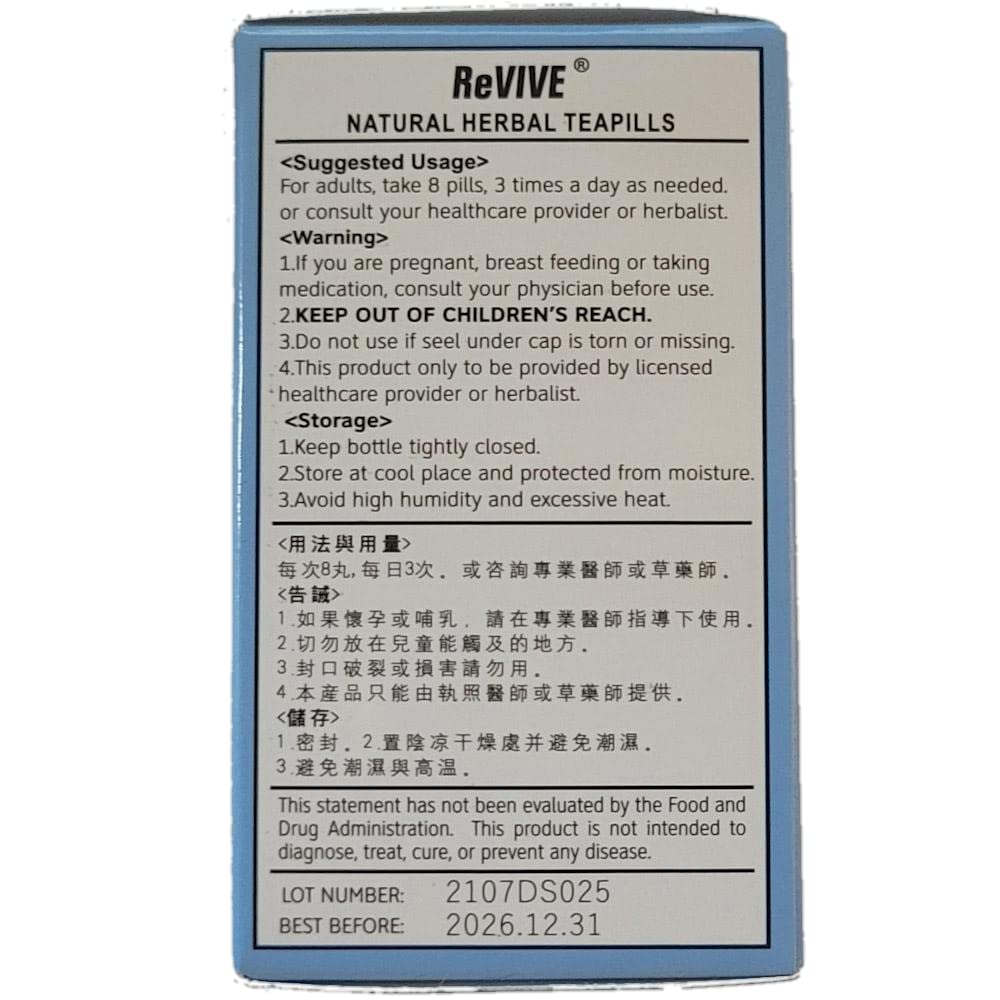 ReVIVE®
NATURAL HERBAL TEAPILLS
<Suggested Usage>
For adults, take 8 pills, 3 times a day as needed.
or consult your healthcare provider or herbalist.
<Warning>
1.If you are pregnant, breast feeding or taking
medication, consult your physician before use.
2.KEEP OUT OF CHILDREN'S REACH.
3.Do not use if seel under cap is torn or missing.
4.This product only to be provided by licensed
healthcare provider or herbalist.
<Storage>
1.Keep bottle tightly closed.
2.Store at cool place and protected from moisture.
3.Avoid high humidity and excessive heat.
<用法與用量>
每次8丸,每日3次．或咨詢專業醫師或草藥師．
<告誡>
1.如果懷孕或哺乳．請在專業醫師指導下使用．
2.切勿放在兒童能觸及的地方．
3.封口破裂或損害請勿用．
4.本産品只能由執照醫師或草藥師提供．
<儲存>
1.密封．2.置陰凉干燥處并避免潮濕．
3.避免潮濕與高温．
This statement has not been evaluated by the Food and
Drug Administration. This product is not intended to
diagnose, treat, cure, or prevent any disease.
LOT NUMBER: 2107DS025
BEST BEFORE: 2026.12.31